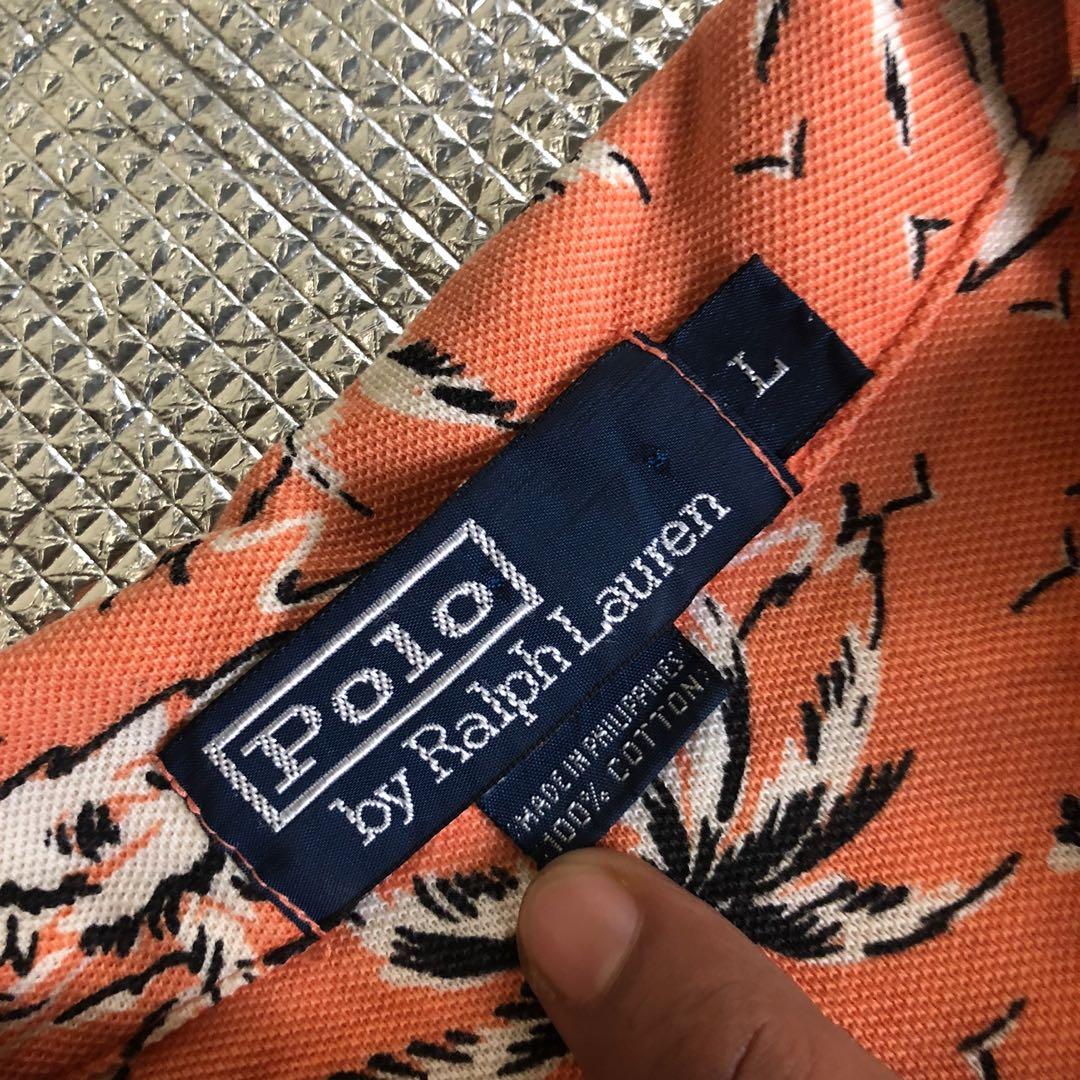 L
Polo
by Ralph Lauren
MADE IN PHILIPPINES
100% COTTON